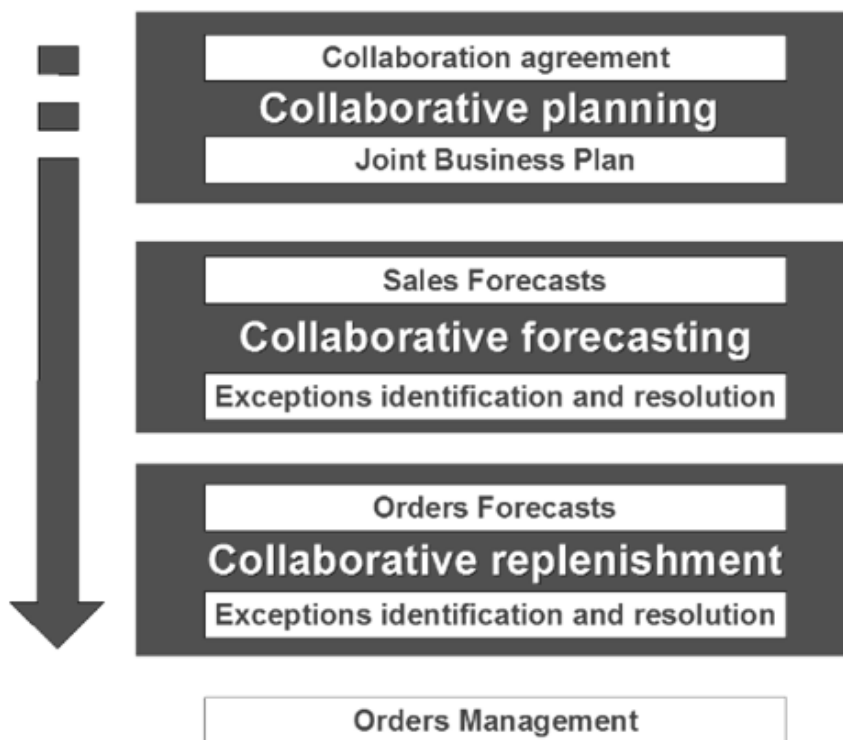 Collaboration agreement
Collaborative planning
Joint Business Plan
Sales Forecasts
Collaborative forecasting
Exceptions identification and resolution
Orders Forecasts
Collaborative replenishment
Exceptions identification and resolution
Orders Management